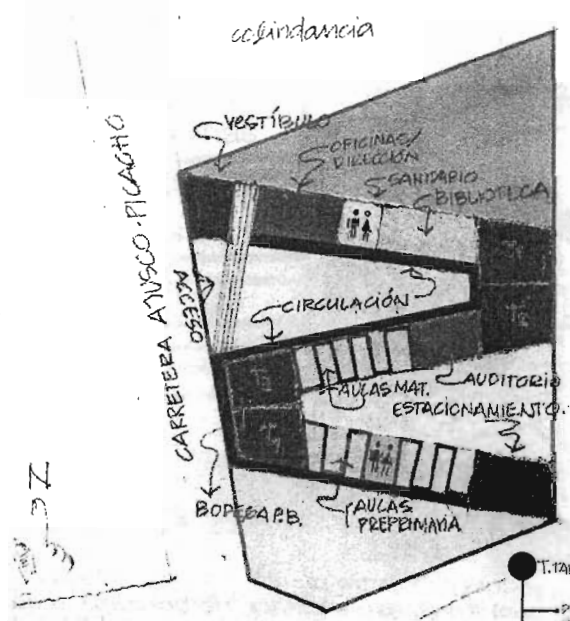 colindancia
VESTÍBULO
OFICINAS/
DIRECCIÓN
SANITARIO
BIBLIOTECA
CARRETERA AJUSCO-PICACHO
ACCESO
CIRCULACIÓN
AULAS MAT.
AUDITORIO
ESTACIONAMIENTO.
BODEGA P.B.
AULAS
PREPRIMARIA